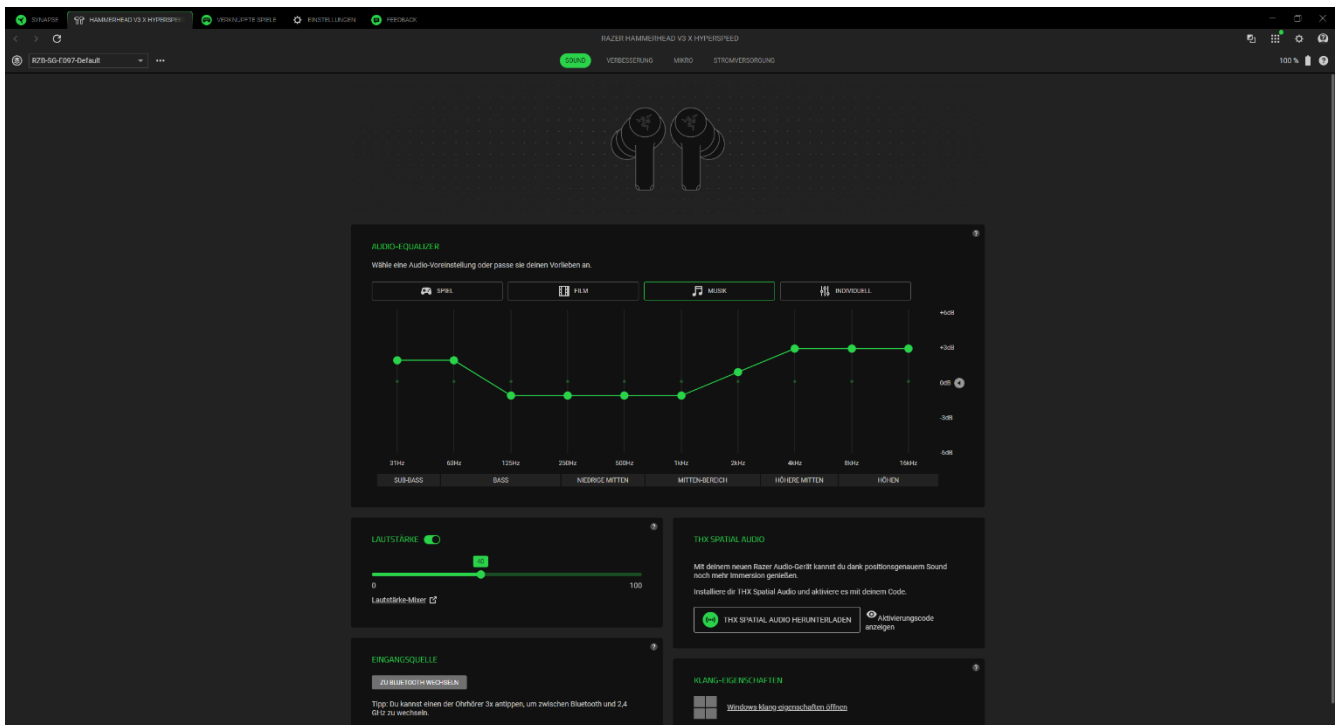 SYNAPSE HAMMERHEAD V3 X HYPERSPEE VERKNÜPFTE SPIELE EINSTELLUNGEN FEEDBACK
RAZER HAMMERHEAD V3 X HYPERSPEED
RZB-SG-E097-Default
SOUND VERBESSERUNG MIKRO STROMVERSORGUNG
100 %
AUDIO-EQUALIZER
Wähle eine Audio-Voreinstellung oder passe sie deinen Vorlieben an.
SPIEL FILM MUSIK INDIVIDUELL
+6dB
+3dB
0dB
-3dB
-6dB
31Hz 63Hz 125Hz 250Hz 500Hz 1kHz 2kHz 4kHz 8kHz 16kHz
SUB-BASS BASS NIEDRIGE MITTEN MITTEN-BEREICH HÖHERE MITTEN HÖHEN
LAUTSTÄRKE
40
0 100
Lautstärke-Mixer
THX SPATIAL AUDIO
Mit deinem neuen Razer Audio-Gerät kannst du dank positionsgenauem Sound
noch mehr Immersion genießen.
Installiere dir THX Spatial Audio und aktiviere es mit deinem Code.
THX SPATIAL AUDIO HERUNTERLADEN
Aktivierungscode
anzeigen
EINGANGSQUELLE
ZU BLUETOOTH WECHSELN
Tipp: Du kannst einen der Ohrhörer 3x antippen, um zwischen Bluetooth und 2,4
GHz zu wechseln.
KLANG-EIGENSCHAFTEN
Windows klang eigenschaften öffnen